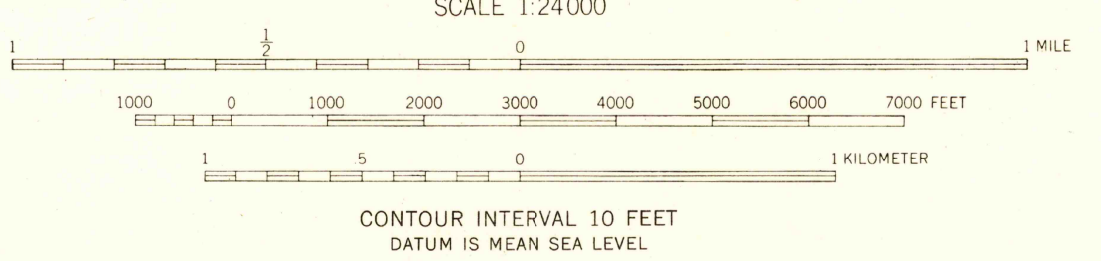 SCALE 1:24000
1 1/2 0 1 MILE
1000 0 1000 2000 3000 4000 5000 6000 7000 FEET
1 .5 0 1 KILOMETER
CONTOUR INTERVAL 10 FEET
DATUM IS MEAN SEA LEVEL